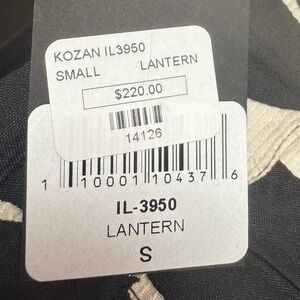 KOZAN IL3950
SMALL LANTERN
$220.00
14126
1 10001 10437 6
IL-3950
LANTERN
S